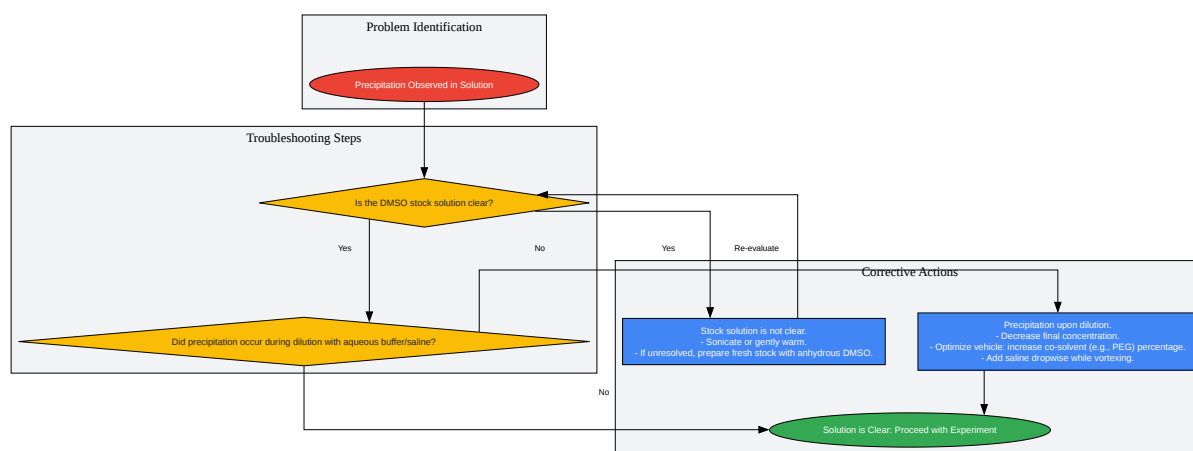 Problem Identification
Precipitation Observed in Solution
Troubleshooting Steps
Is the DMSO stock solution clear?
Yes
No
Yes
Re-evaluate
Corrective Actions
Did precipitation occur during dilution with aqueous buffer/saline?
Stock solution is not clear.
- Sonicate or gently warm.
- If unresolved, prepare fresh stock with anhydrous DMSO.
Precipitation upon dilution.
- Decrease final concentration.
- Optimize vehicle: increase co-solvent (e.g., PEG) percentage.
- Add saline dropwise while vortexing.
No
Solution is Clear: Proceed with Experiment